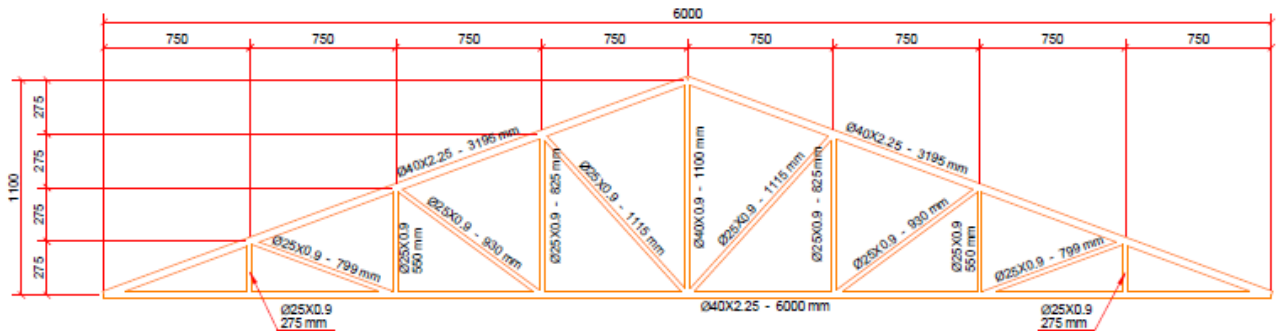 6000
750 750 750 750 750 750 750 750
1100
275
275
275
275
Ø40X2.25 - 3195 mm
Ø40X2.25 - 3195 mm
Ø25X0.9 - 799 mm
Ø25X0.9
550 mm
Ø25X0.9 - 930 mm
Ø25X0.9 - 825 mm
Ø25X0.9 - 1115 mm
Ø40X0.9 - 1100 mm
Ø25X0.9 - 1115 mm
Ø25X0.9 - 825 mm
Ø25X0.9 - 930 mm
Ø25X0.9
550 mm
Ø25X0.9 - 799 mm
Ø25X0.9
275 mm
Ø40X2.25 - 6000 mm
Ø25X0.9
275 mm